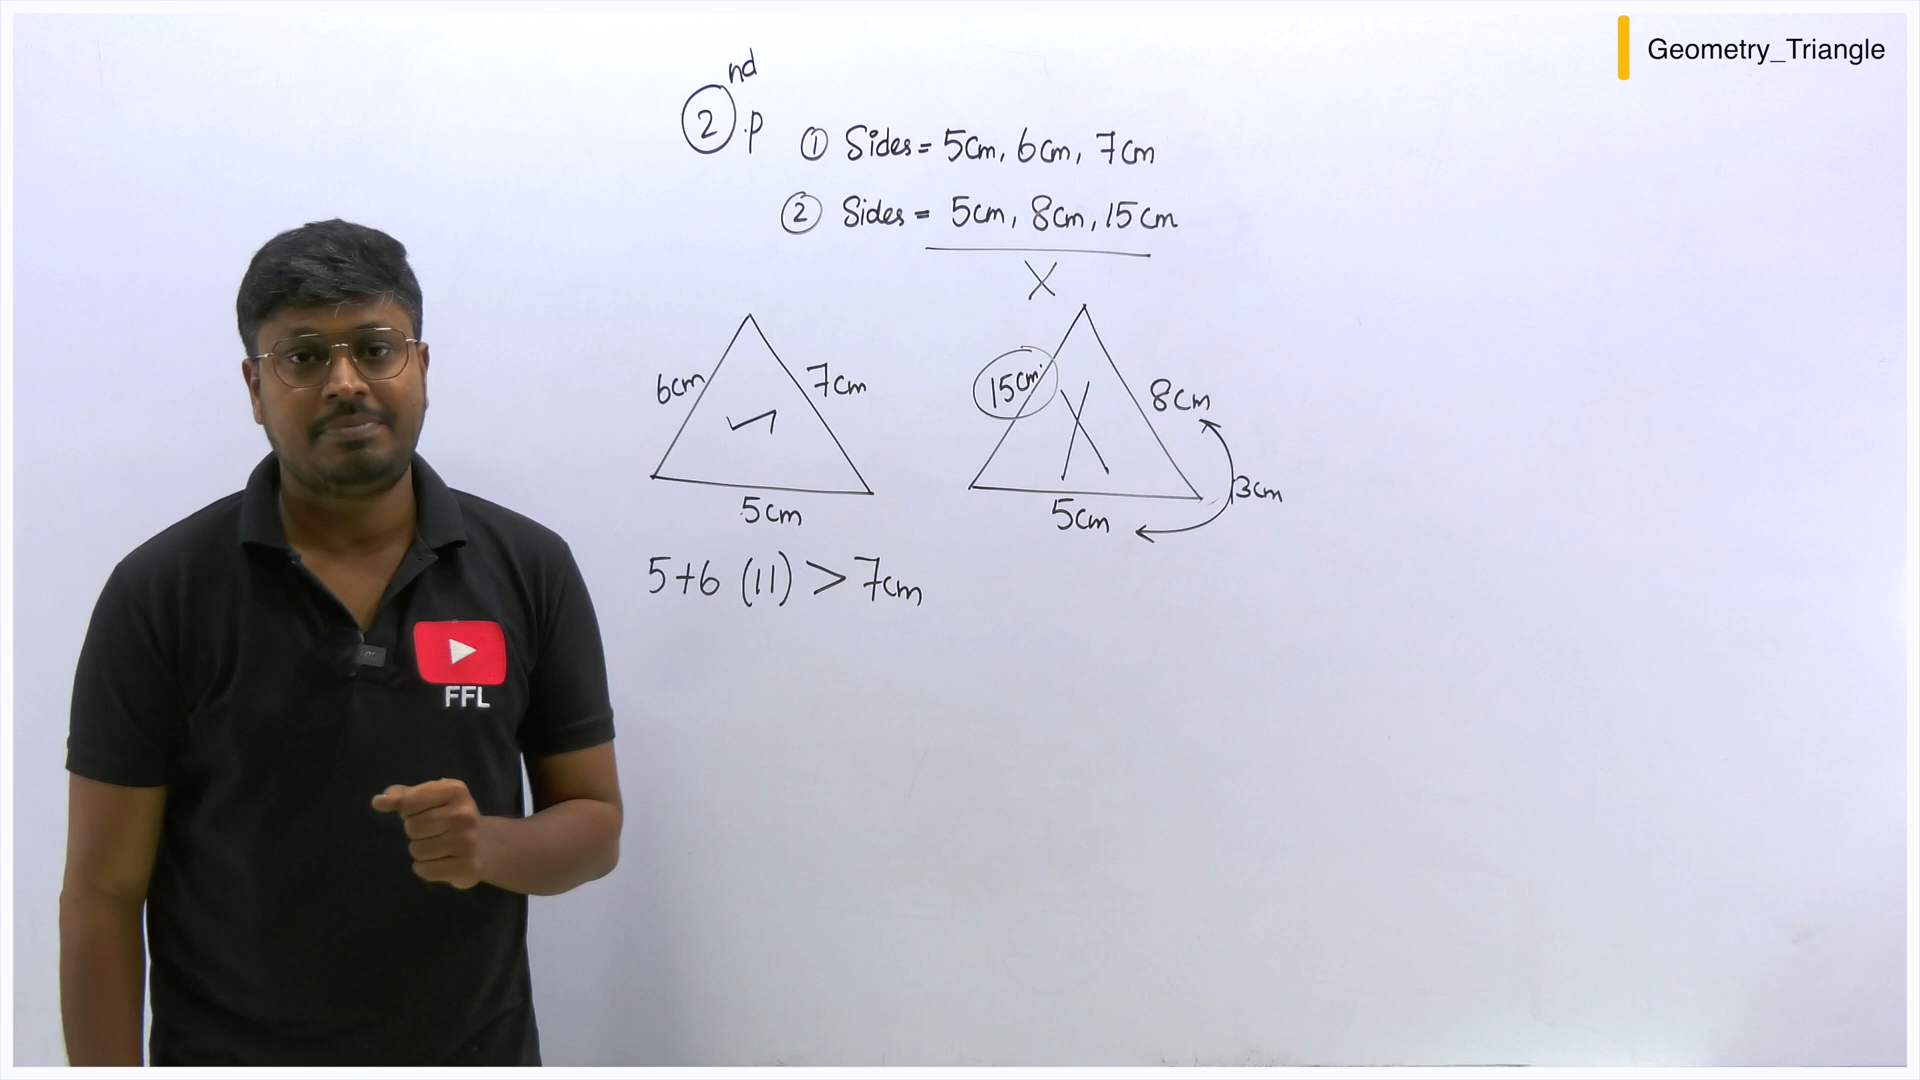 Geometry_Triangle
2nd .p
① Sides = 5cm, 6cm, 7cm
② Sides = 5cm, 8cm, 15cm
X
6cm
7cm
5cm
15cm
8cm
3cm
5cm
5+6 (11) > 7cm
FFL